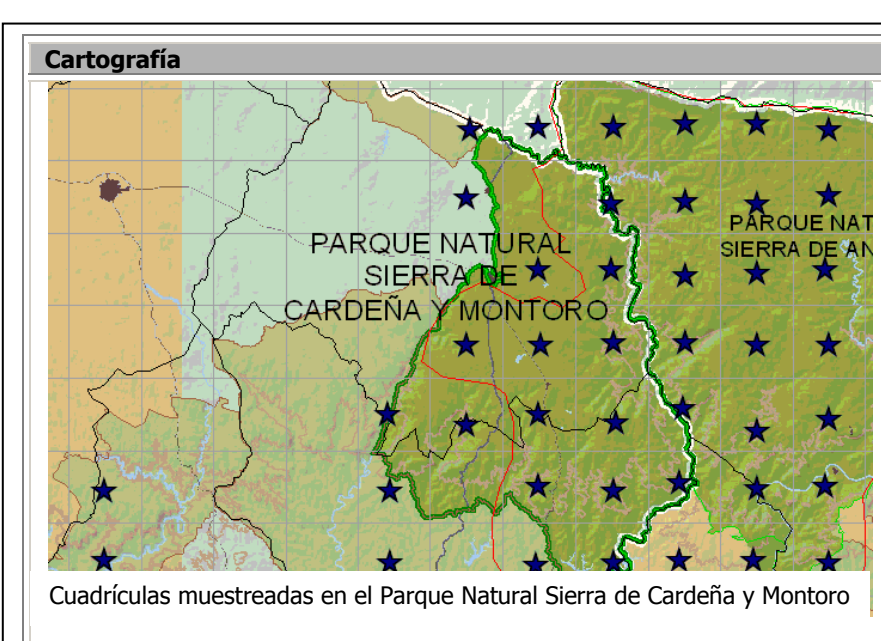 Cartografía
PARQUE NAT
SIERRA DE AN
PARQUE NATURAL
SIERRA DE
CARDEÑA Y MONTORO
Cuadrículas muestreadas en el Parque Natural Sierra de Cardeña y Montoro